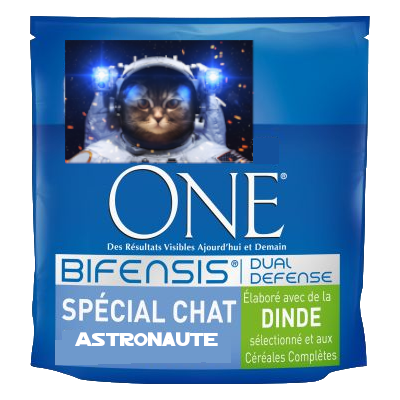 ONE®
Des Résultats Visibles Ajourd'hui et Demain
BIFENSIS® DUAL DEFENSE
SPÉCIAL CHAT
ASTRONAUTE
Élaboré avec de la
DINDE
sélectionné et aux
Céréales Complètes